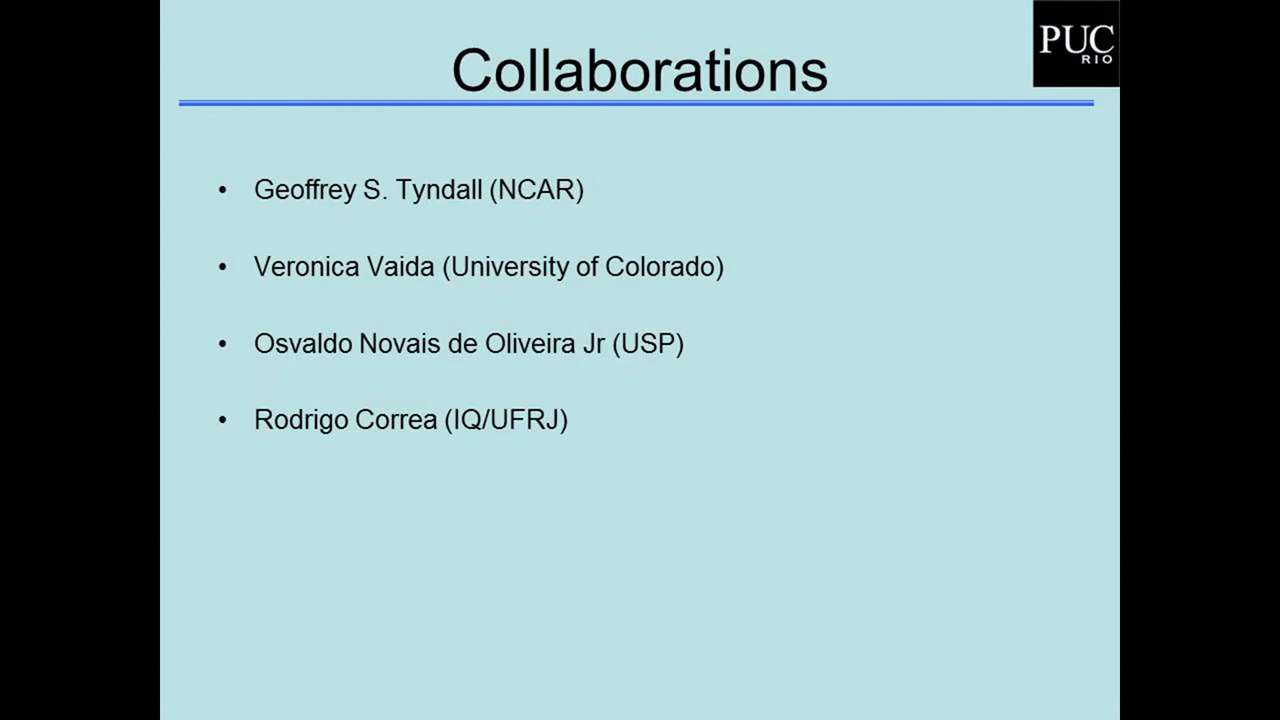 Collaborations
PUC
RIO
• Geoffrey S. Tyndall (NCAR)
• Veronica Vaida (University of Colorado)
• Osvaldo Novais de Oliveira Jr (USP)
• Rodrigo Correa (IQ/UFRJ)